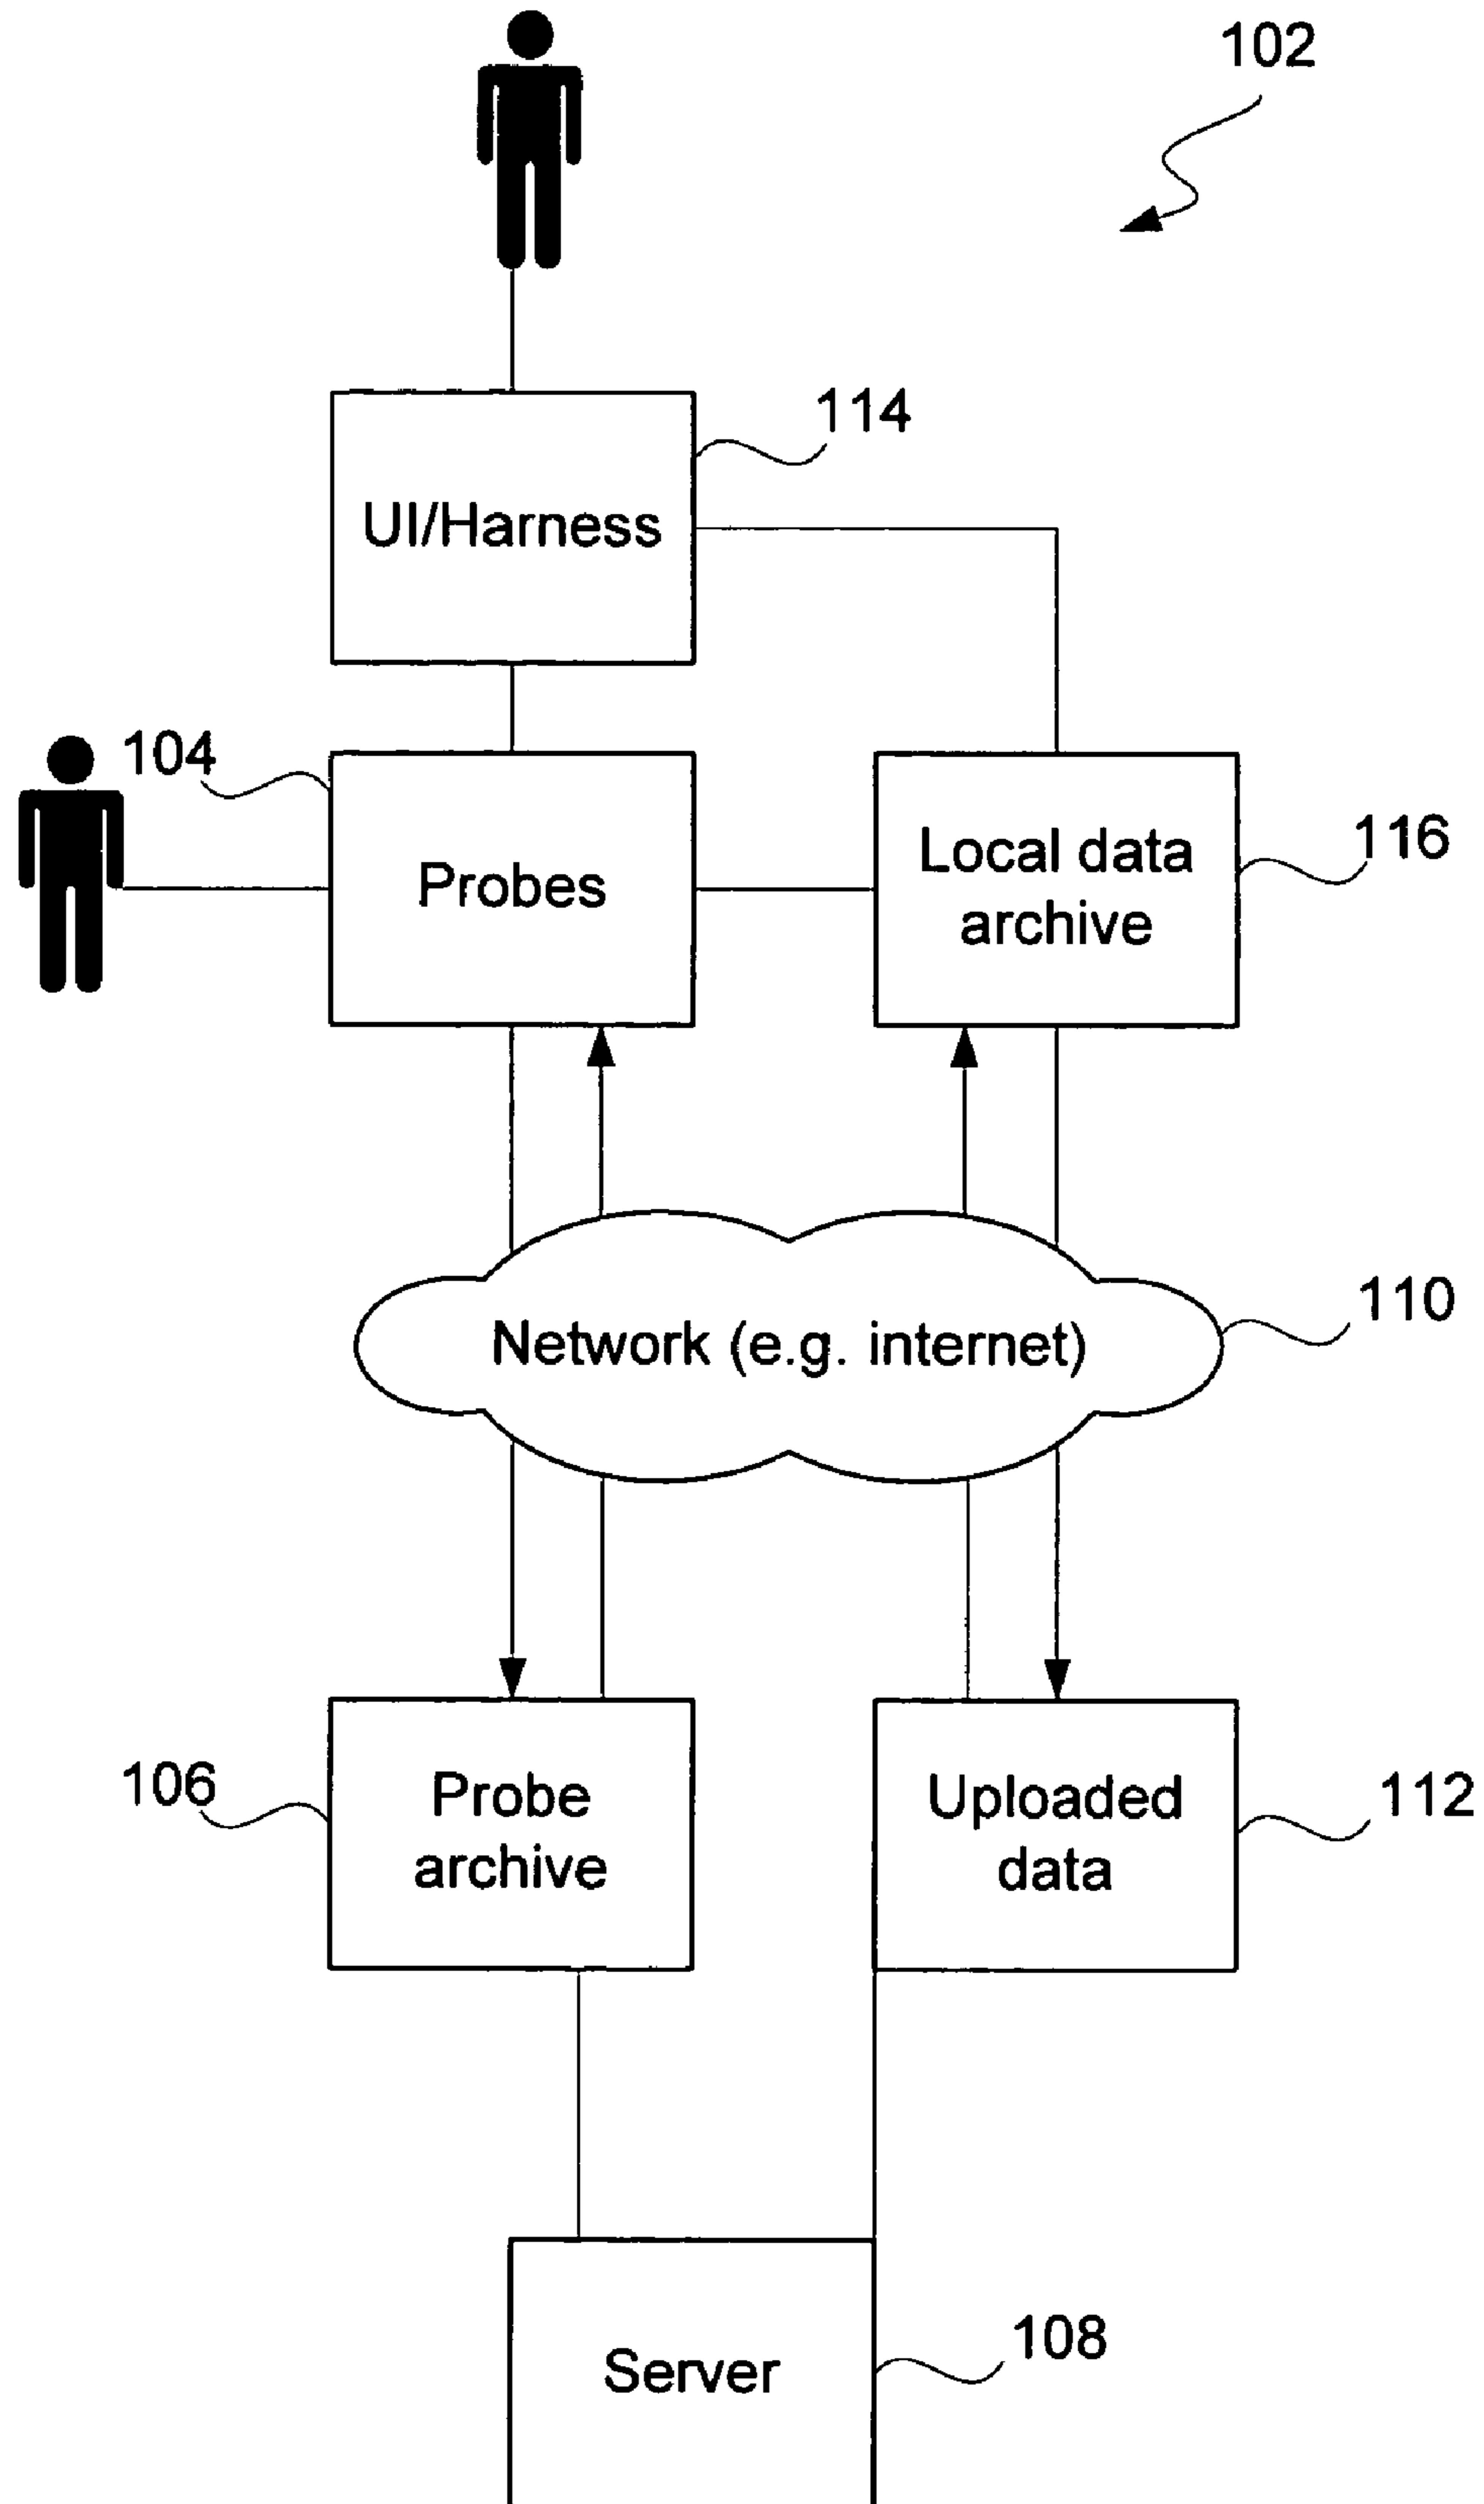 102
114
UI/Harness
104
Probes
Local data
archive
116
110
Network (e.g. internet)
106
Probe
archive
Uploaded
data
112
108
Server